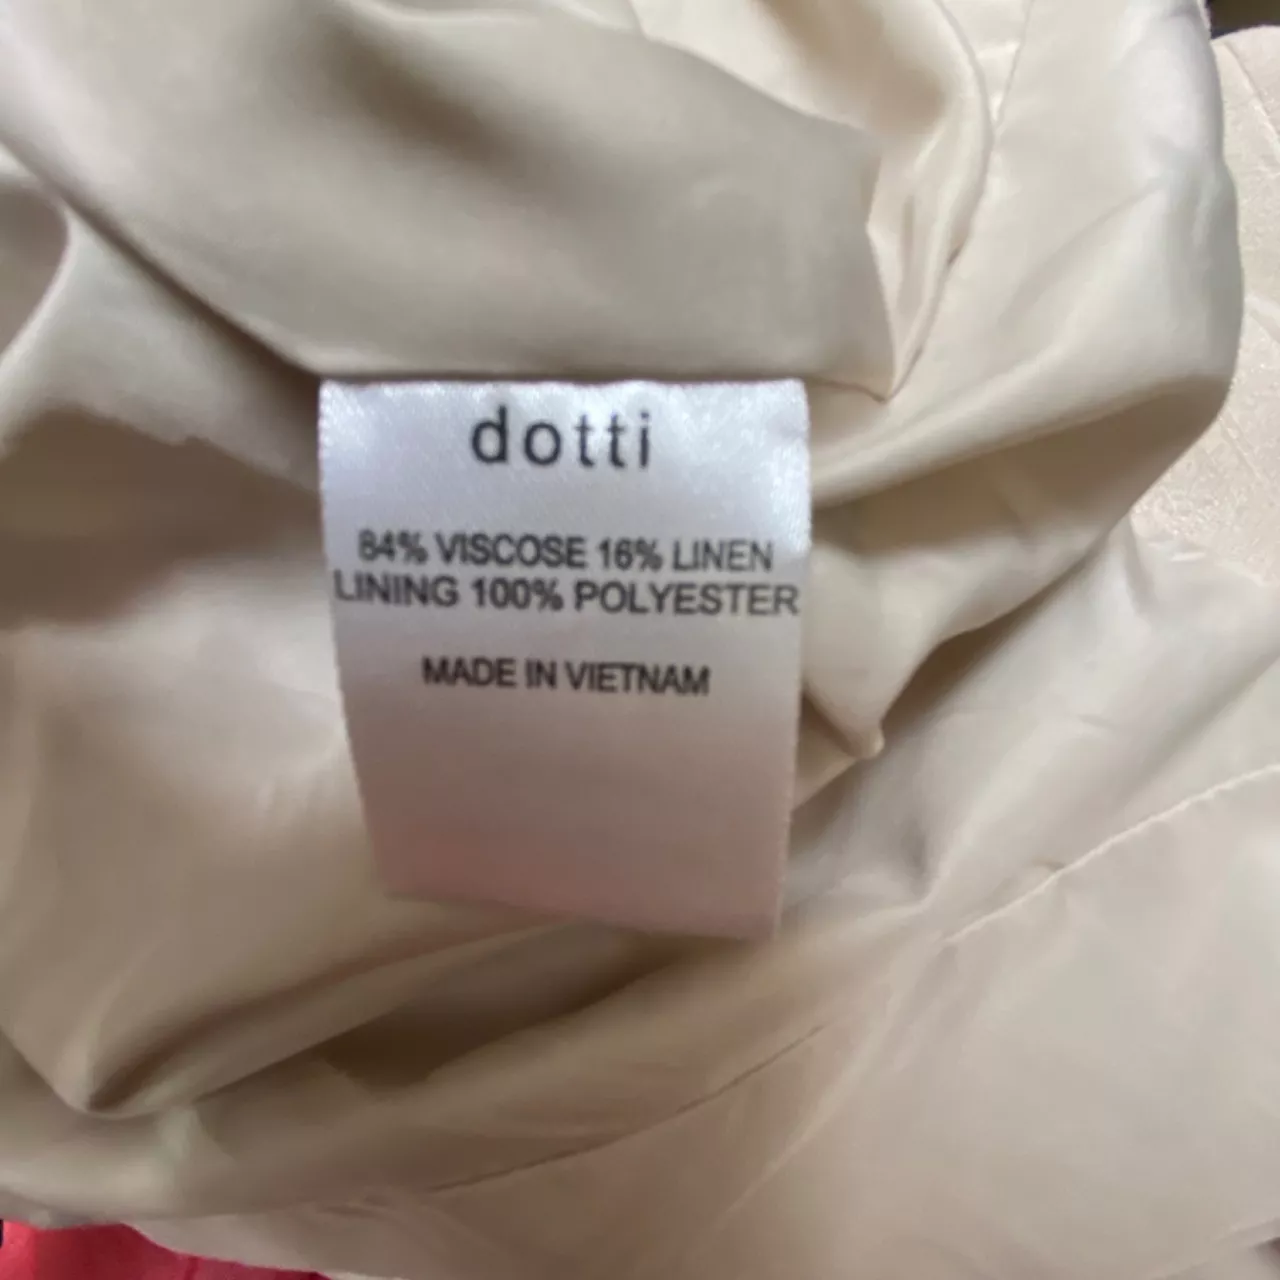 dotti
84% VISCOSE 16% LINEN
LINING 100% POLYESTER
MADE IN VIETNAM